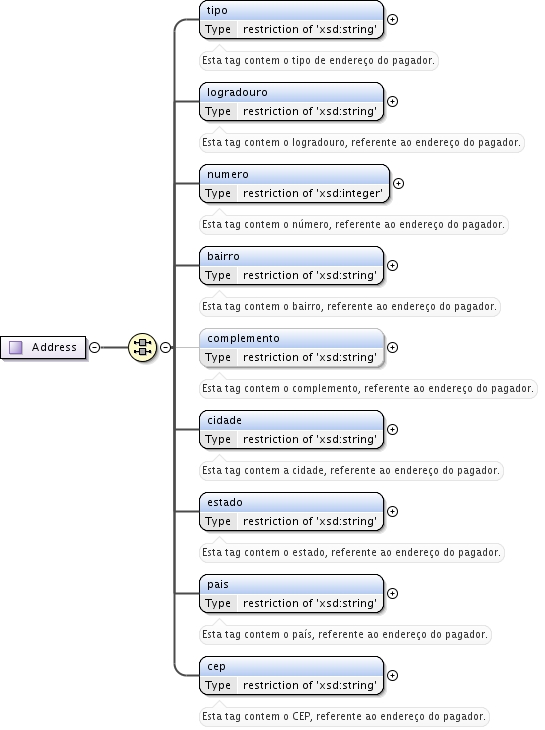 tipo
Type restriction of 'xsd:string'
Esta tag contem o tipo de endereço do pagador.
logradouro
Type restriction of 'xsd:string'
Esta tag contem o logradouro, referente ao endereço do pagador.
numero
Type restriction of 'xsd:integer'
Esta tag contem o número, referente ao endereço do pagador.
bairro
Type restriction of 'xsd:string'
Esta tag contem o bairro, referente ao endereço do pagador.
Address
complemento
Type restriction of 'xsd:string'
Esta tag contem o complemento, referente ao endereço do pagador.
cidade
Type restriction of 'xsd:string'
Esta tag contem a cidade, referente ao endereço do pagador.
estado
Type restriction of 'xsd:string'
Esta tag contem o estado, referente ao endereço do pagador.
pais
Type restriction of 'xsd:string'
Esta tag contem o país, referente ao endereço do pagador.
cep
Type restriction of 'xsd:string'
Esta tag contem o CEP, referente ao endereço do pagador.